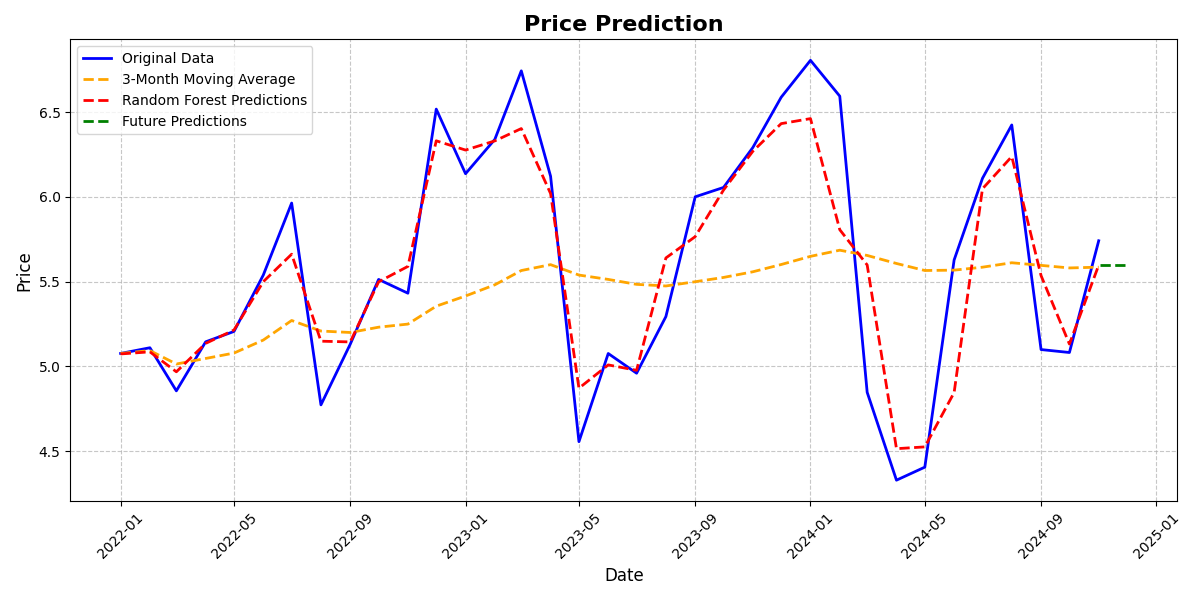 Price Prediction
Original Data
3-Month Moving Average
Random Forest Predictions
Future Predictions
Price
6.5
6.0
5.5
5.0
4.5
2022-01
2022-05
2022-09
2023-01
2023-05
2023-09
2024-01
2024-05
2024-09
2025-01
Date